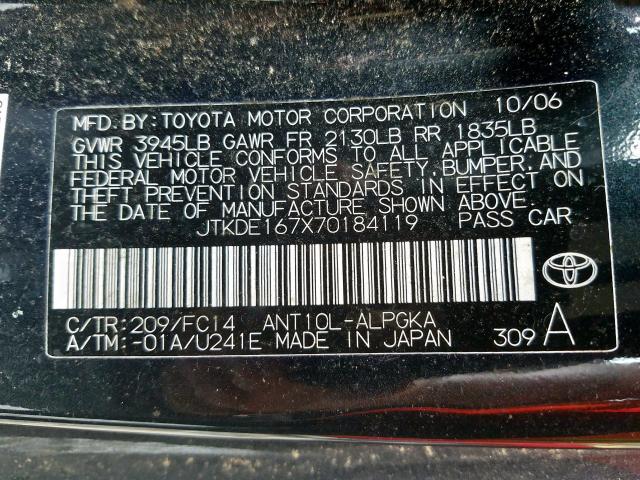 MFD. BY: TOYOTA MOTOR CORPORATION 10/06
GVWR 3945LB GAWR FR 2130LB RR 1835LB
THIS VEHICLE CONFORMS TO ALL APPLICABLE
FEDERAL MOTOR VEHICLE SAFETY, BUMPER, AND
THEFT PREVENTION STANDARDS IN EFFECT ON
THE DATE OF MANUFACTURE SHOWN ABOVE.
JTKDE167X70184119 PASS CAR
C/TR: 209/FC14 ANT10L-ALPGKA
A/TM: -01A/U241E MADE IN JAPAN 309 A